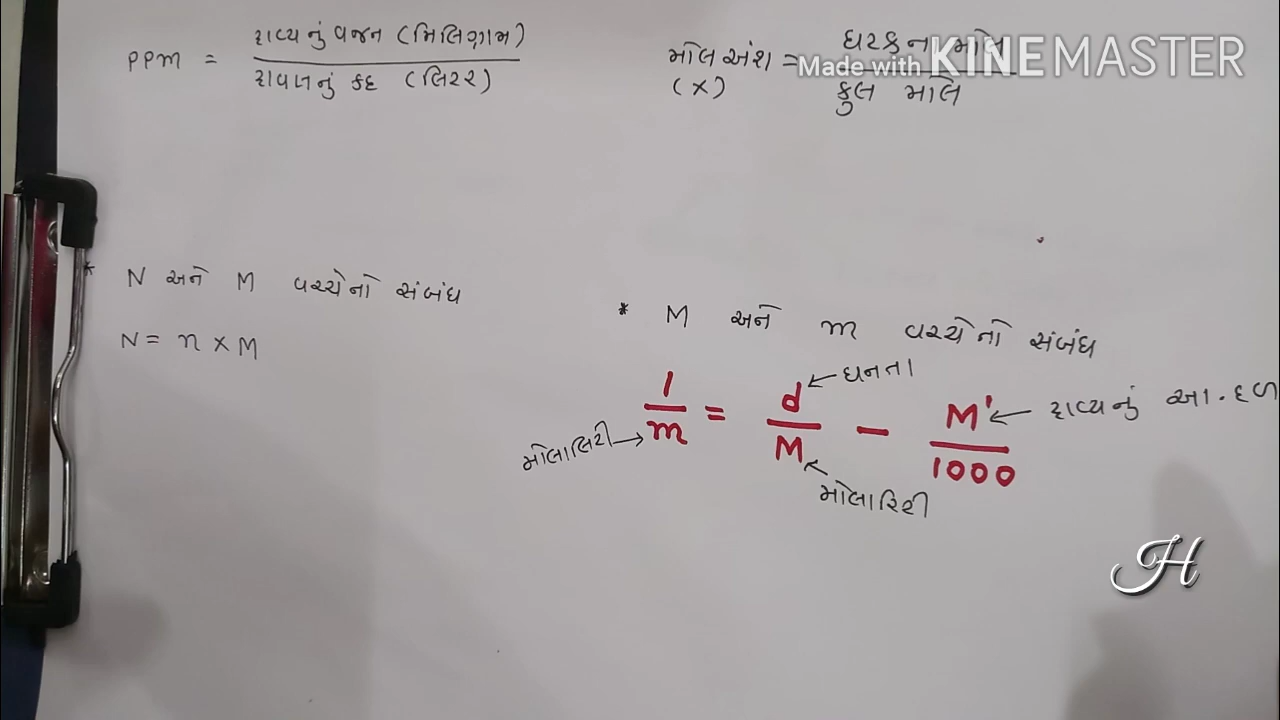 PPM = દ્રાવ્યનું વજન (મિલિગ્રામ)
દ્રાવણનું કદ (લિટર)
મોલ અંશ = ઘટકના મોલ
(x) કુલ મોલ
Made with KINEMASTER
* N અને M વચ્ચેનો સંબંધ
N = n × M
* M અને m વચ્ચેનો સંબંધ
1/m = d/M - M'/1000
ઘનતા
દ્રાવ્યનું આ. દળ
મોલાલિટી
મોલારિટી
H